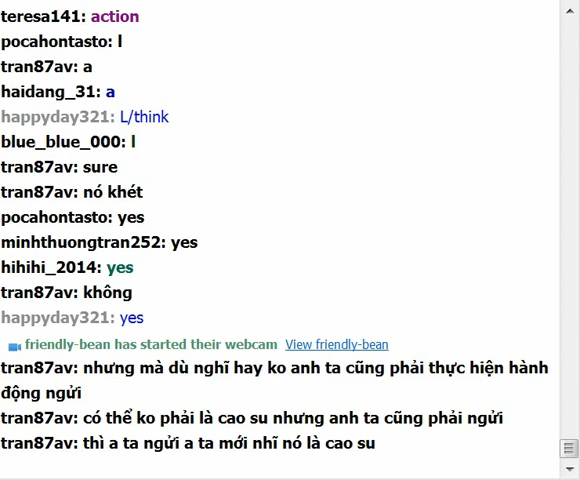 teresa141: action
pocahontasto: l
tran87av: a
haidang_31: a
happyday321: L/think
blue_blue_000: l
tran87av: sure
tran87av: nó khét
pocahontasto: yes
minhthuongtran252: yes
hihihi_2014: yes
tran87av: không
happyday321: yes
friendly-bean has started their webcam View friendly-bean
tran87av: nhưng mà dù nghĩ hay ko anh ta cũng phải thực hiện hành
động ngửi
tran87av: có thể ko phải là cao su nhưng anh ta cũng phải ngửi
tran87av: thì a ta ngửi a ta mới nhĩ nó là cao su